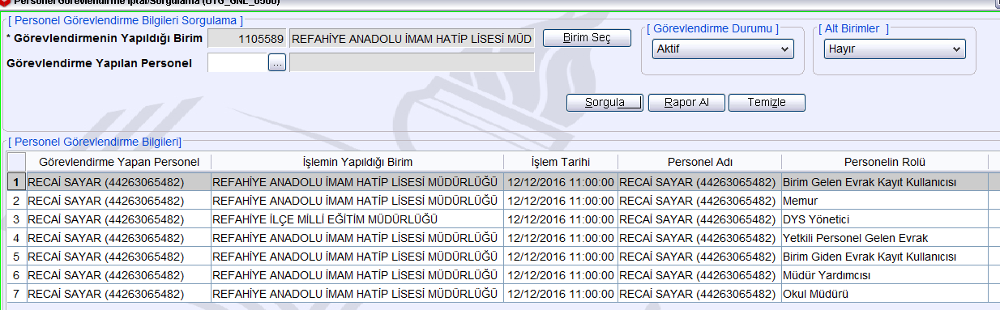 Personel Görevlendirme İptal/Sorgulama (UTG_GNL_0500)
[ Personel Görevlendirme Bilgileri Sorgulama ]
* Görevlendirmenin Yapıldığı Birim 1105589 REFAHİYE ANADOLU İMAM HATİP LİSESİ MÜD Birim Seç [ Görevlendirme Durumu ] Aktif [ Alt Birimler ] Hayır
Görevlendirme Yapılan Personel ...
Sorgula Rapor Al Temizle
[ Personel Görevlendirme Bilgileri]
Görevlendirme Yapan Personel İşlemin Yapıldığı Birim İşlem Tarihi Personel Adı Personelin Rolü
1 RECAİ SAYAR (44263065482) REFAHİYE ANADOLU İMAM HATİP LİSESİ MÜDÜRLÜĞÜ 12/12/2016 11:00:00 RECAİ SAYAR (44263065482) Birim Gelen Evrak Kayıt Kullanıcısı
2 RECAİ SAYAR (44263065482) REFAHİYE ANADOLU İMAM HATİP LİSESİ MÜDÜRLÜĞÜ 12/12/2016 11:00:00 RECAİ SAYAR (44263065482) Memur
3 RECAİ SAYAR (44263065482) REFAHİYE İLÇE MİLLİ EĞİTİM MÜDÜRLÜĞÜ 12/12/2016 11:00:00 RECAİ SAYAR (44263065482) DYS Yönetici
4 RECAİ SAYAR (44263065482) REFAHİYE ANADOLU İMAM HATİP LİSESİ MÜDÜRLÜĞÜ 12/12/2016 11:00:00 RECAİ SAYAR (44263065482) Yetkili Personel Gelen Evrak
5 RECAİ SAYAR (44263065482) REFAHİYE ANADOLU İMAM HATİP LİSESİ MÜDÜRLÜĞÜ 12/12/2016 11:00:00 RECAİ SAYAR (44263065482) Birim Giden Evrak Kayıt Kullanıcısı
6 RECAİ SAYAR (44263065482) REFAHİYE ANADOLU İMAM HATİP LİSESİ MÜDÜRLÜĞÜ 12/12/2016 11:00:00 RECAİ SAYAR (44263065482) Müdür Yardımcısı
7 RECAİ SAYAR (44263065482) REFAHİYE ANADOLU İMAM HATİP LİSESİ MÜDÜRLÜĞÜ 12/12/2016 11:00:00 RECAİ SAYAR (44263065482) Okul Müdürü